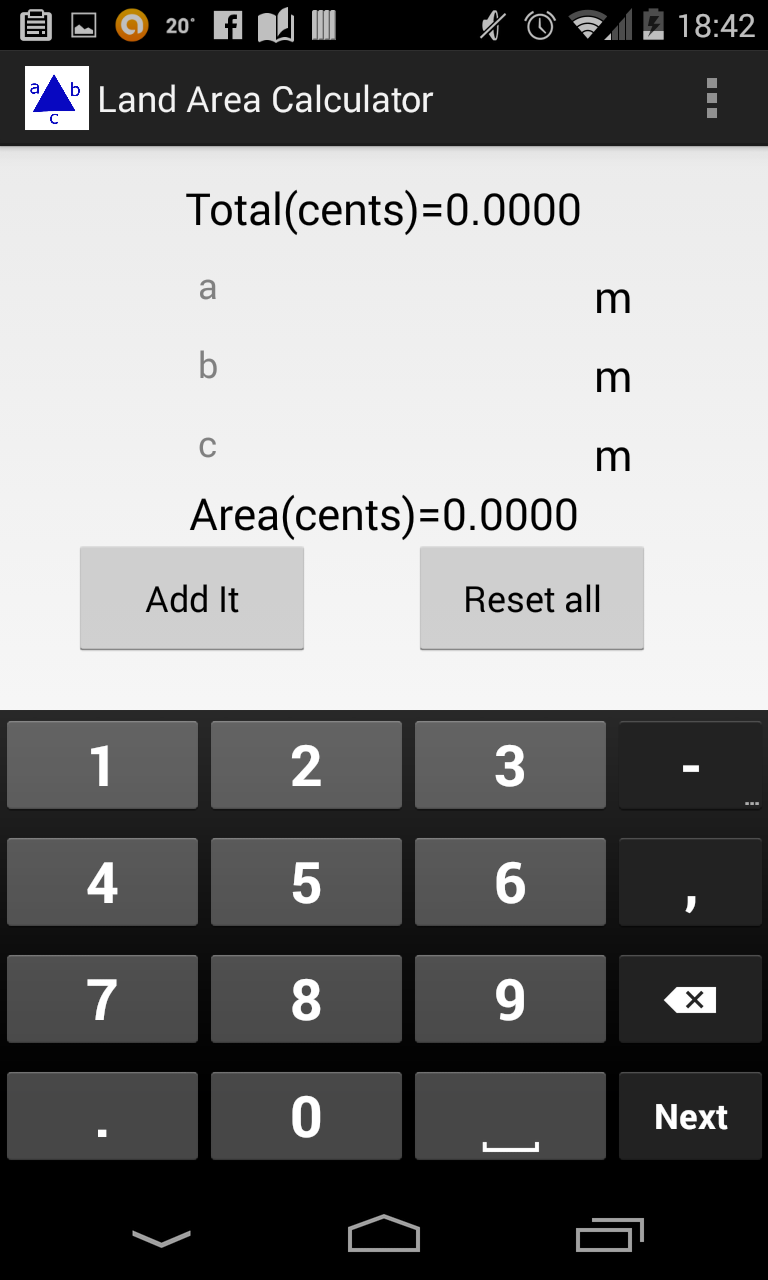 20° 18:42
a b c Land Area Calculator
Total(cents)=0.0000
a m
b m
c m
Area(cents)=0.0000
Add It Reset all
1 2 3 - ...
4 5 6 ,
7 8 9
. 0 Next